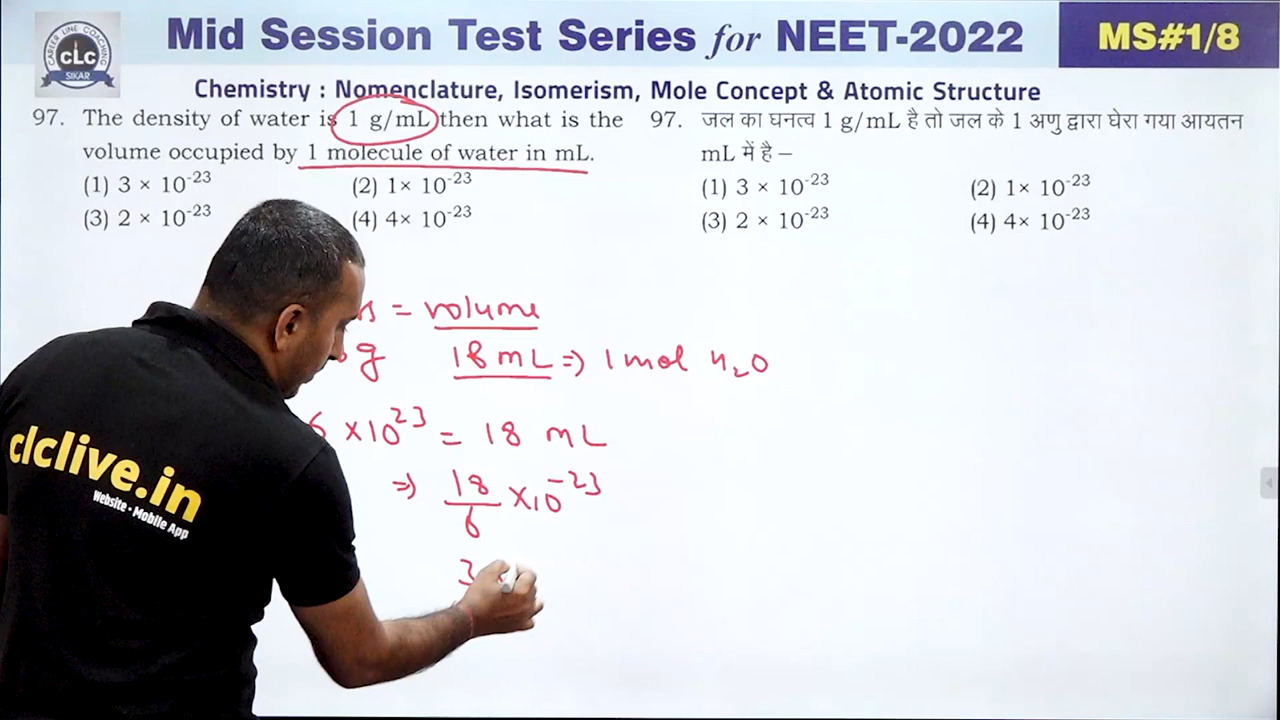 CAREER LINE COACHING
CLC
SIKAR
Mid Session Test Series for NEET-2022
MS#1/8
Chemistry : Nomenclature, Isomerism, Mole Concept & Atomic Structure
97. The density of water is 1 g/mL then what is the
volume occupied by 1 molecule of water in mL.
(1) 3 × 10⁻²³ (2) 1× 10⁻²³
(3) 2 × 10⁻²³ (4) 4× 10⁻²³
97. जल का घनत्व 1 g/mL है तो जल के 1 अणु द्वारा घेरा गया आयतन
mL में है –
(1) 3 × 10⁻²³ (2) 1× 10⁻²³
(3) 2 × 10⁻²³ (4) 4× 10⁻²³
= volume
g 18 mL ⇒ 1 mol H₂O
6 ×10²³ = 18 mL
⇒ 18/6 ×10⁻²³
3
clclive.in
Website • Mobile App